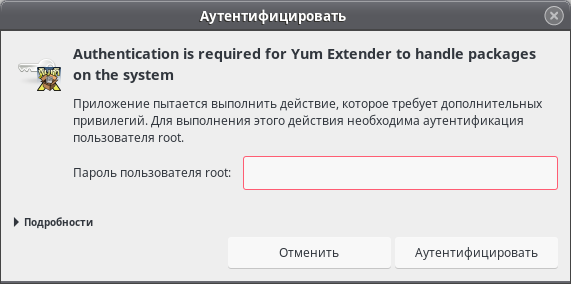 Аутентифицировать
Authentication is required for Yum Extender to handle packages
on the system
Приложение пытается выполнить действие, которое требует дополнительных
привилегий. Для выполнения этого действия необходима аутентификация
пользователя root.
Пароль пользователя root:
Подробности
Отменить
Аутентифицировать